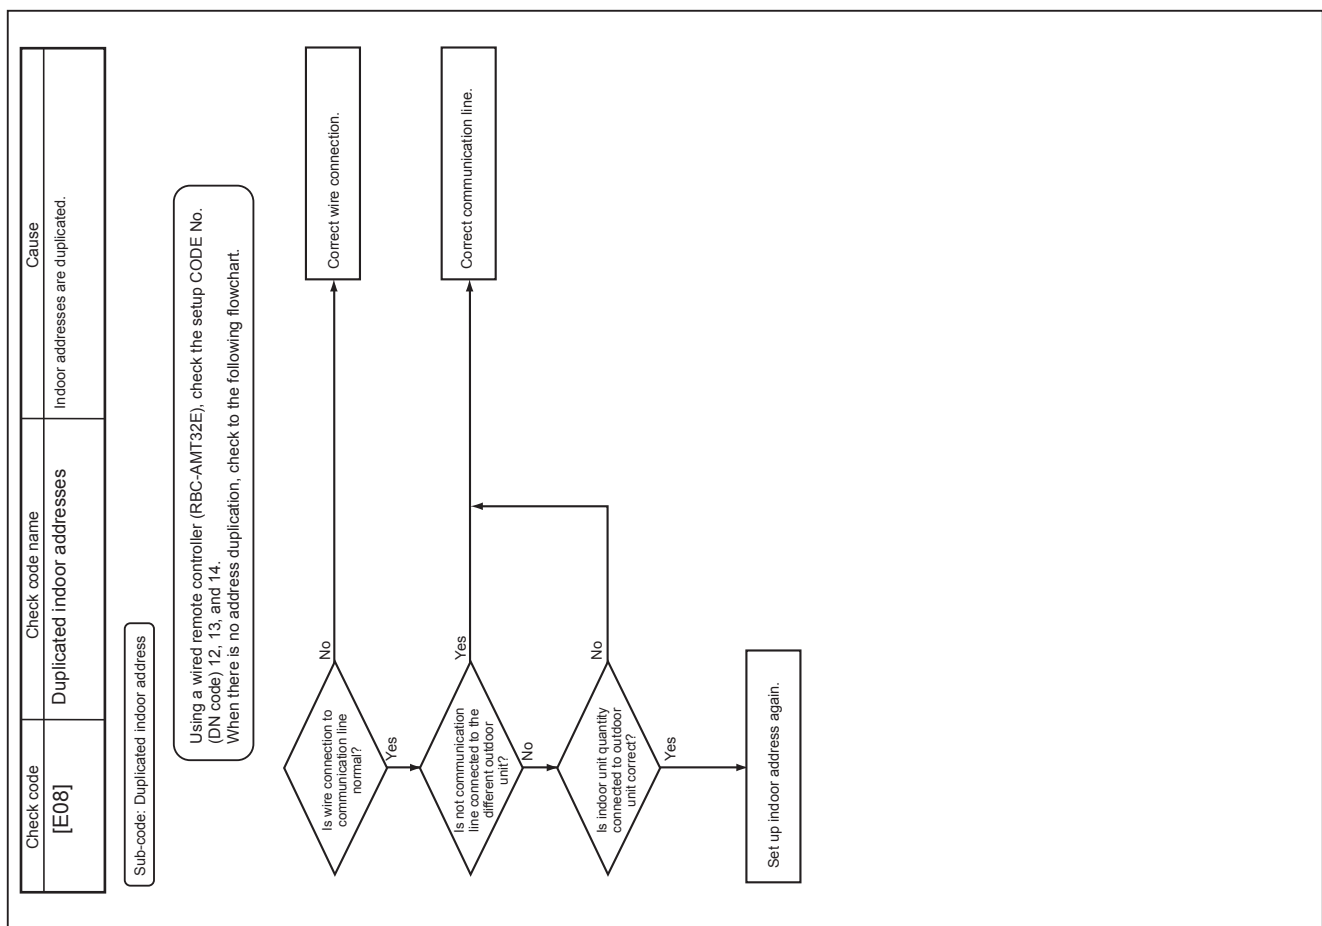 Check code
Check code name
Cause
[E08]
Duplicated indoor addresses
Indoor addresses are duplicated.
Sub-code: Duplicated indoor address
Using a wired remote controller (RBC-AMT32E), check the setup CODE No.
(DN code) 12, 13, and 14.
When there is no address duplication, check to the following flowchart.
Is wire connection to
communication line
normal?
No
Correct wire connection.
Yes
Is not communication
line connected to the
different outdoor
unit?
Yes
Correct communication line.
No
Is indoor unit quantity
connected to outdoor
unit correct?
No
Yes
Set up indoor address again.